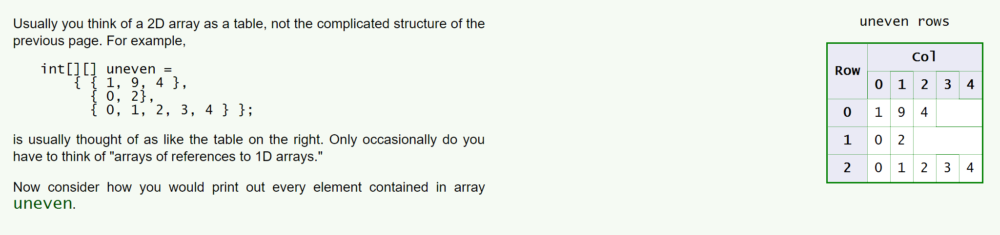 Usually you think of a 2D array as a table, not the complicated structure of the
previous page. For example,
int[][] uneven =
{ { 1, 9, 4 },
{ 0, 2},
{ 0, 1, 2, 3, 4 } };
is usually thought of as like the table on the right. Only occasionally do you
have to think of "arrays of references to 1D arrays."
Now consider how you would print out every element contained in array
uneven.
uneven rows
Row Col
0 1 2 3 4
0 1 9 4
1 0 2
2 0 1 2 3 4